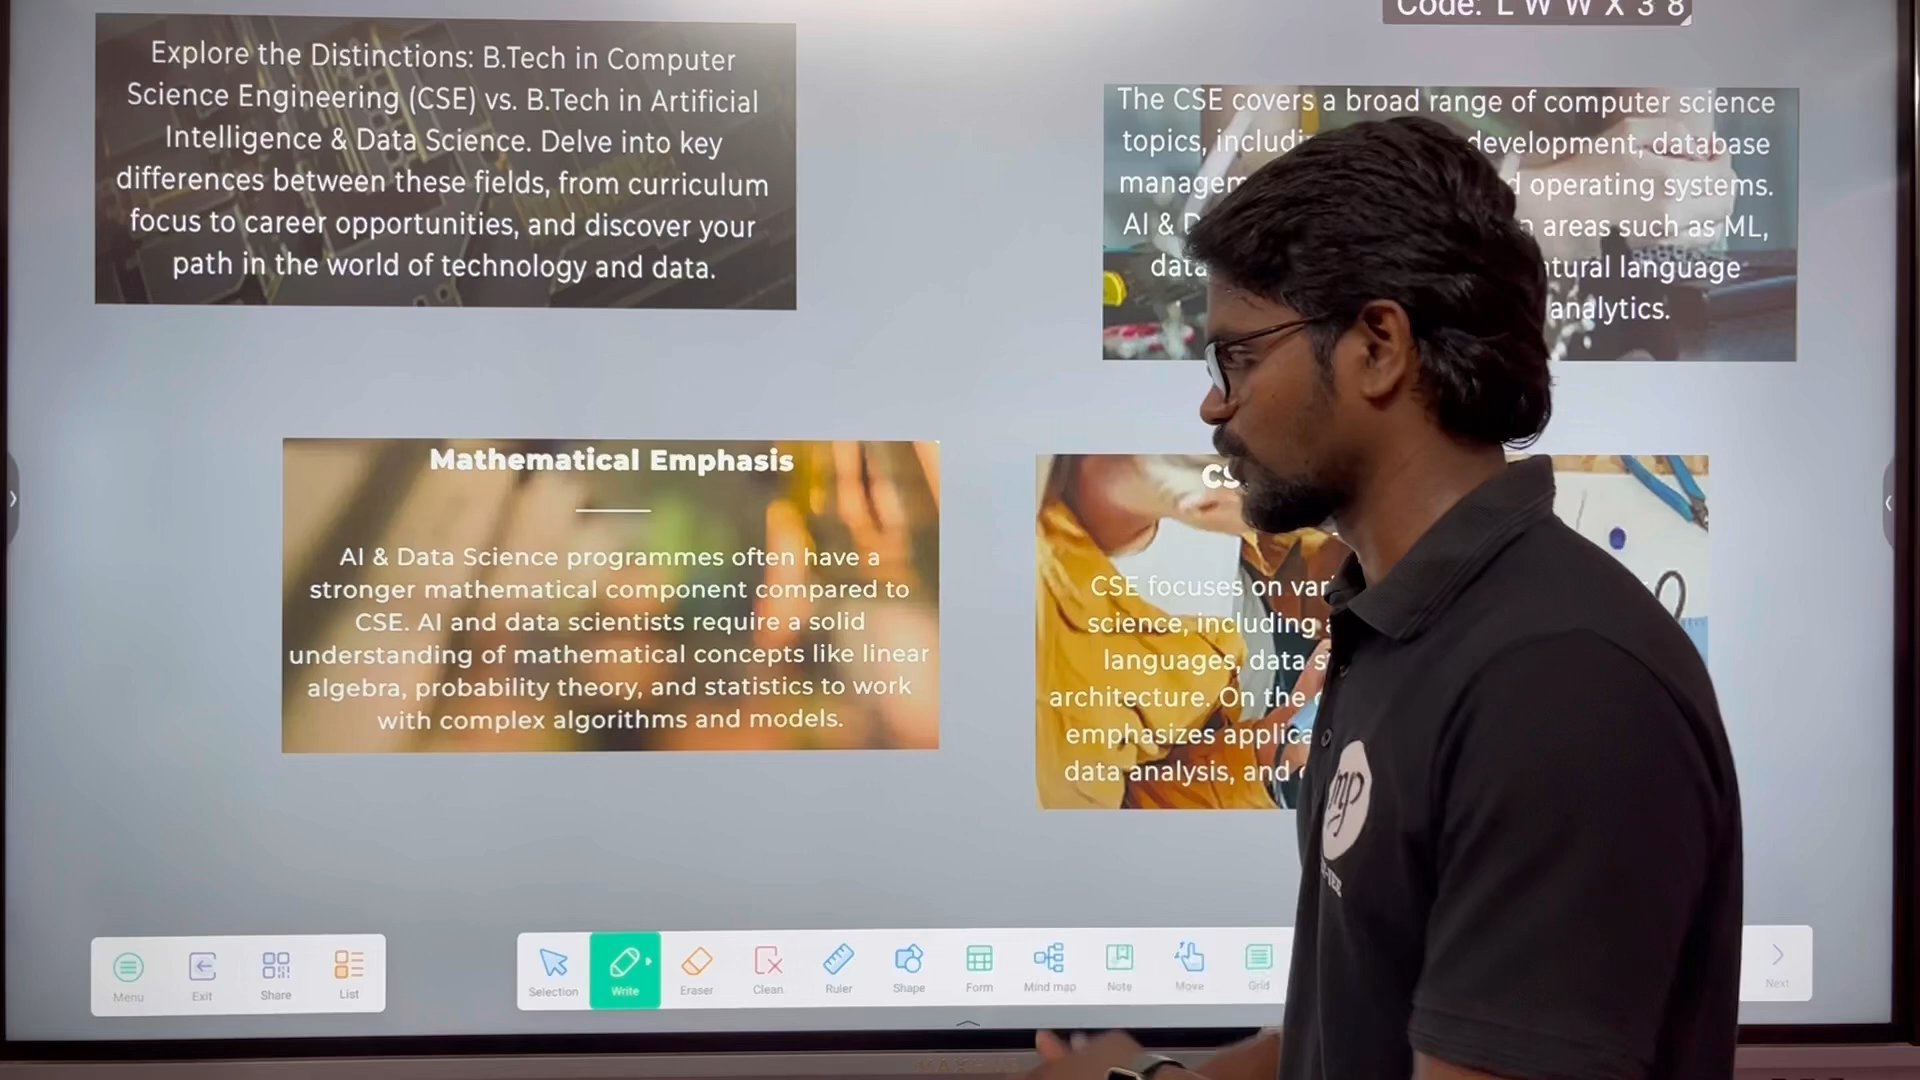 Code: L W W X 3 8
Explore the Distinctions: B.Tech in Computer
Science Engineering (CSE) vs. B.Tech in Artificial
Intelligence & Data Science. Delve into key
differences between these fields, from curriculum
focus to career opportunities, and discover your
path in the world of technology and data.
The CSE covers a broad range of computer science
topics, development, database
operating systems.
AI & areas such as ML,
data language
analytics.
Mathematical Emphasis
AI & Data Science programmes often have a
stronger mathematical component compared to
CSE. AI and data scientists require a solid
understanding of mathematical concepts like linear
algebra, probability theory, and statistics to work
with complex algorithms and models.
CSE focuses on
science, including
languages, data
architecture. On the
emphasizes
data analysis, and
mp
Menu
Exit
Share
List
Selection
Write
Eraser
Clean
Ruler
Shape
Form
Mind map
Note
Move
Grid
Next